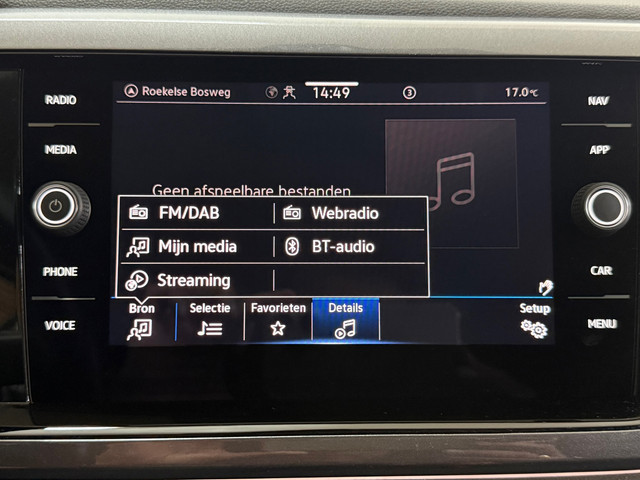 RADIO
MEDIA
PHONE
VOICE
Roekelse Bosweg 14:49 3 17.0°C
Geen afspeelbare bestanden
FM/DAB Webradio
Mijn media BT-audio
Streaming
Bron Selectie Favorieten Details Setup
NAV
APP
CAR
MENU